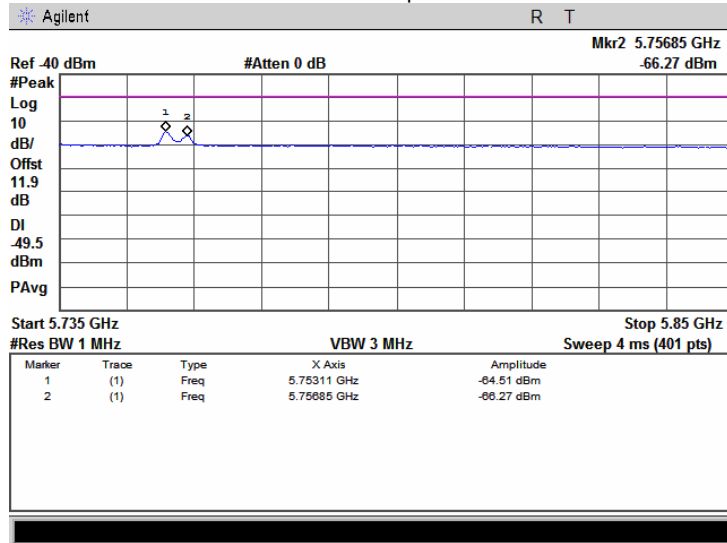 Agilent R T
Mkr2 5.75685 GHz
Ref -40 dBm #Atten 0 dB -66.27 dBm
#Peak
Log
10
dB/
Offst
11.9
dB
DI
-49.5
dBm
PAvg
1 2
Start 5.735 GHz Stop 5.85 GHz
#Res BW 1 MHz VBW 3 MHz Sweep 4 ms (401 pts)
Marker Trace Type X Axis Amplitude
1 (1) Freq 5.75311 GHz -64.51 dBm
2 (1) Freq 5.75685 GHz -66.27 dBm